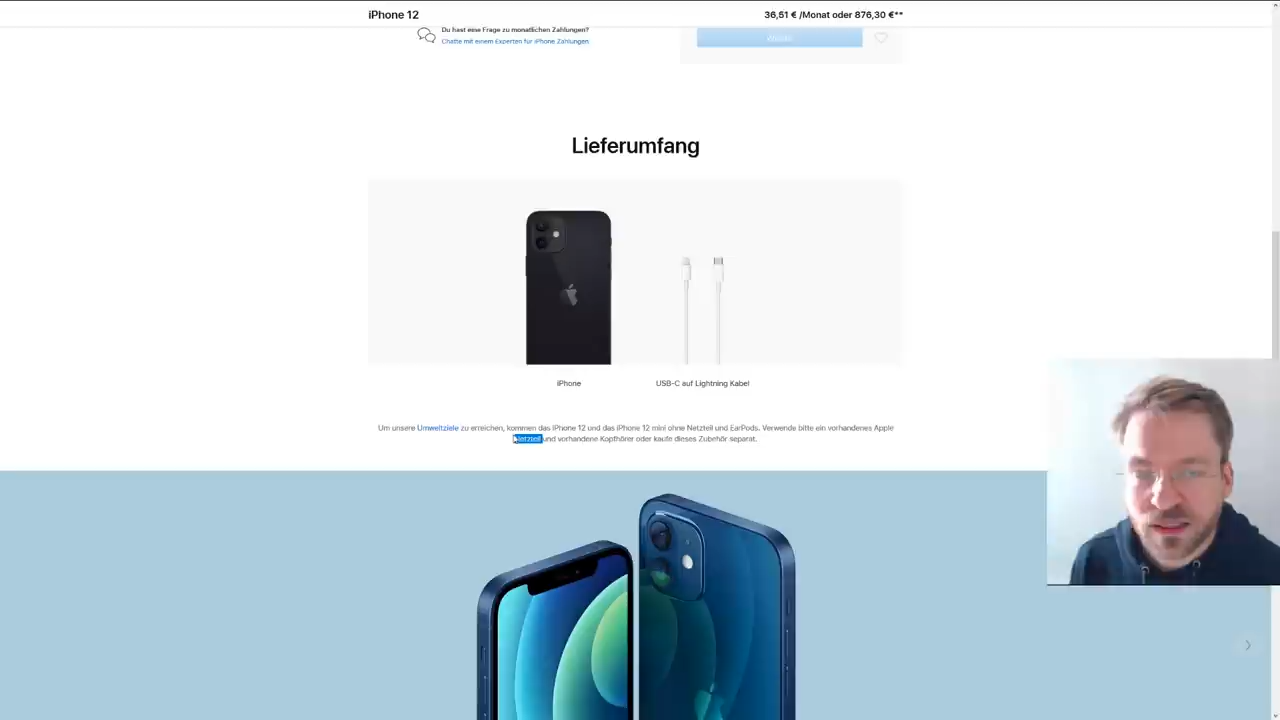 iPhone 12
36,51 € /Monat oder 876,30 €**
Du hast eine Frage zu monatlichen Zahlungen?
Chatte mit einem Experten für iPhone Zahlungen
Lieferumfang
iPhone
USB‑C auf Lightning Kabel
Um unsere Umweltziele zu erreichen, kommen das iPhone 12 und das iPhone 12 mini ohne Netzteil und EarPods. Verwende bitte ein vorhandenes Apple
Netzteil und vorhandene Kopfhörer oder kaufe dieses Zubehör separat.